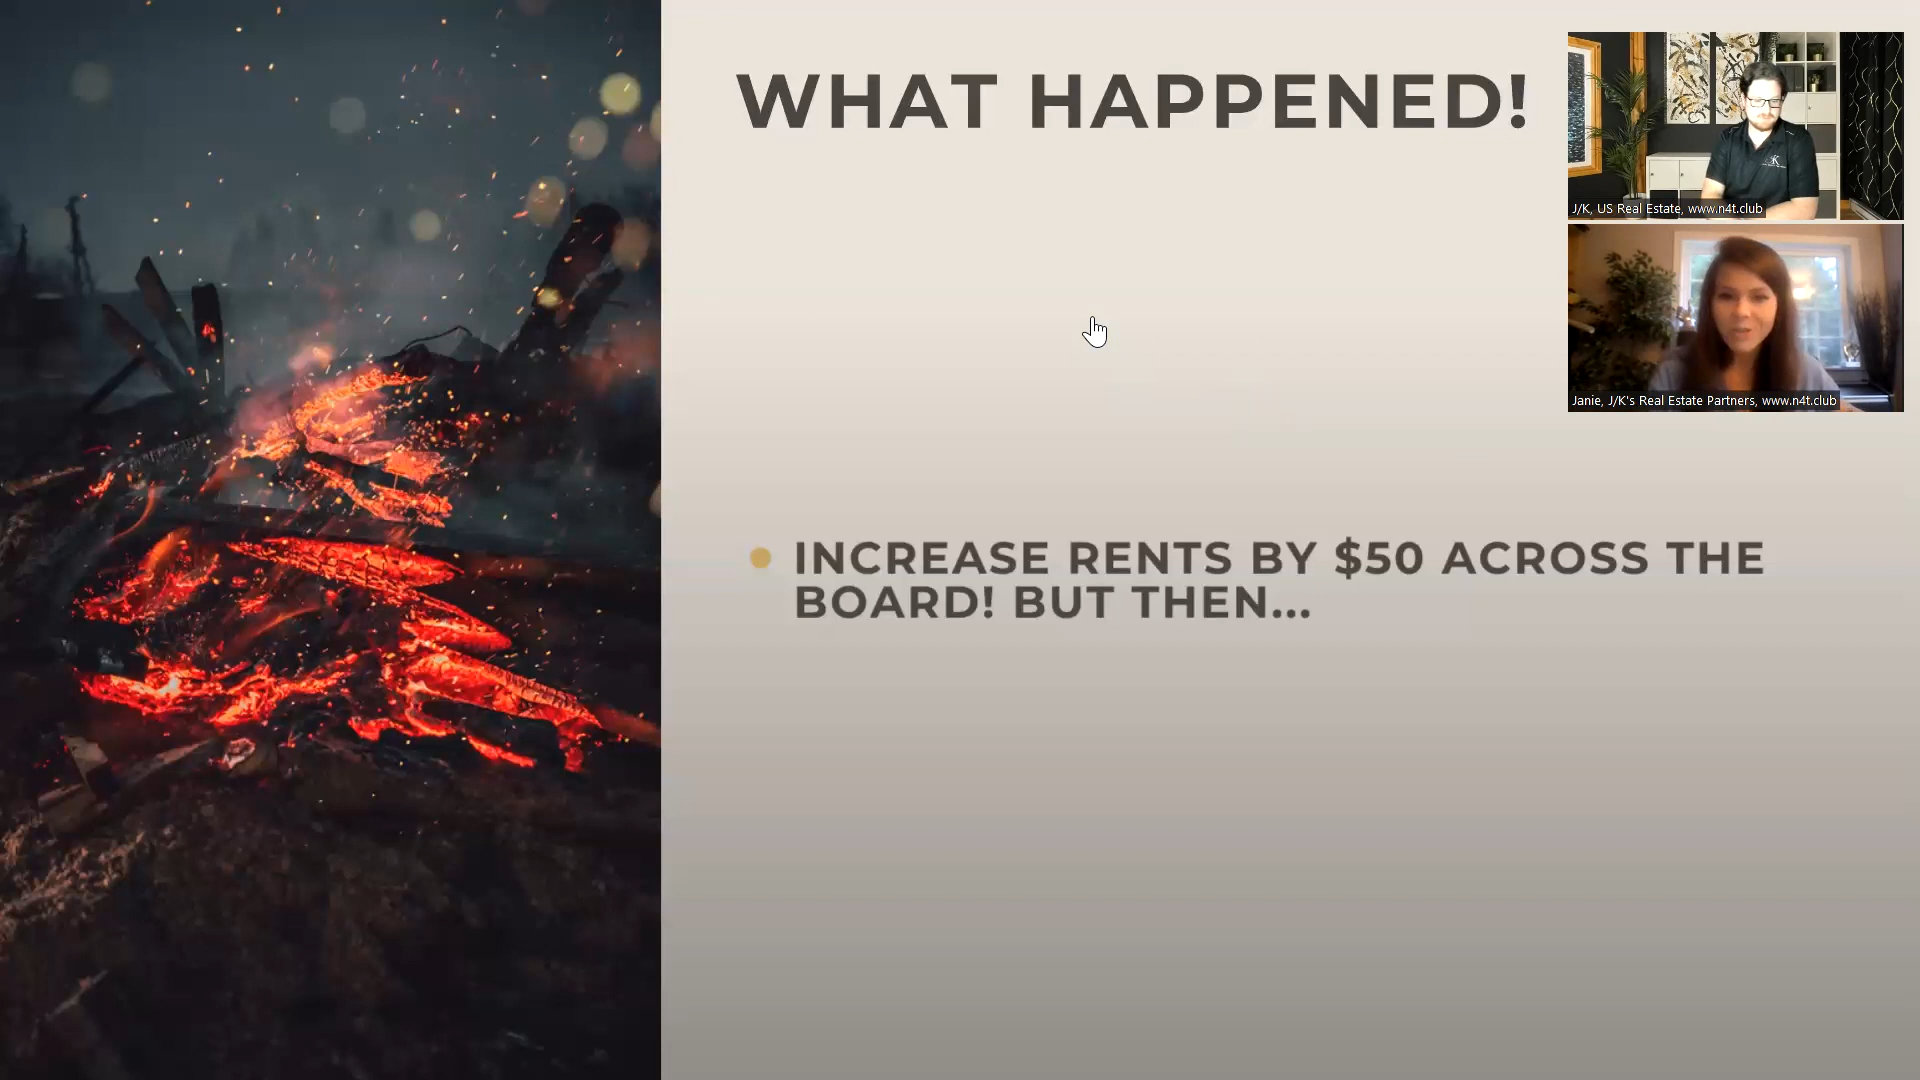 WHAT HAPPENED!
J/K, US Real Estate, www.n4t.club
Janie, J/K's Real Estate Partners, www.n4t.club
INCREASE RENTS BY $50 ACROSS THE
BOARD! BUT THEN...